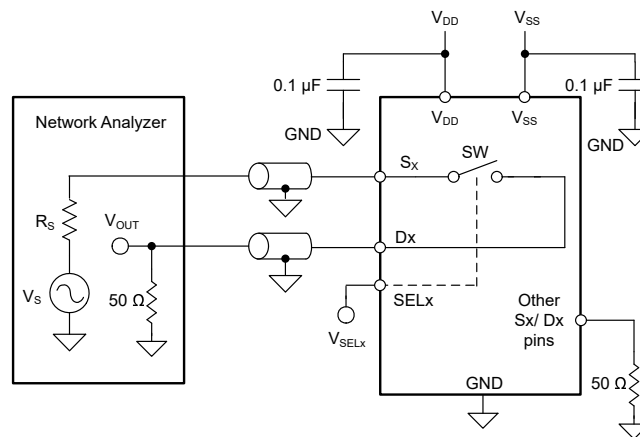 VDD
VSS
0.1 µF
0.1 µF
VDD
VSS
GND
GND
Network Analyzer
SX
SW
RS
VOUT
DX
VS
50 Ω
SELx
VSELx
Other
Sx/ Dx
pins
GND
50 Ω